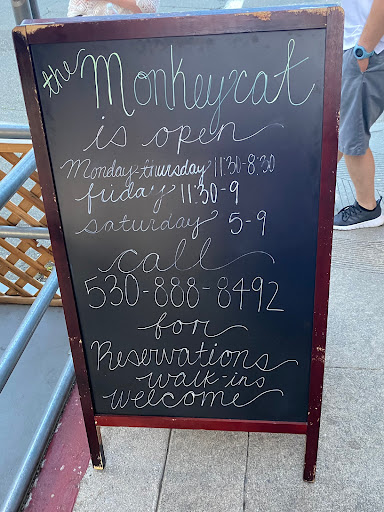 the Monkeycat
is open
Monday-thursday 11:30-8:30
friday 11:30-9
saturday 5-9
call
530-888-8492
for
Reservations
walk-ins
welcome